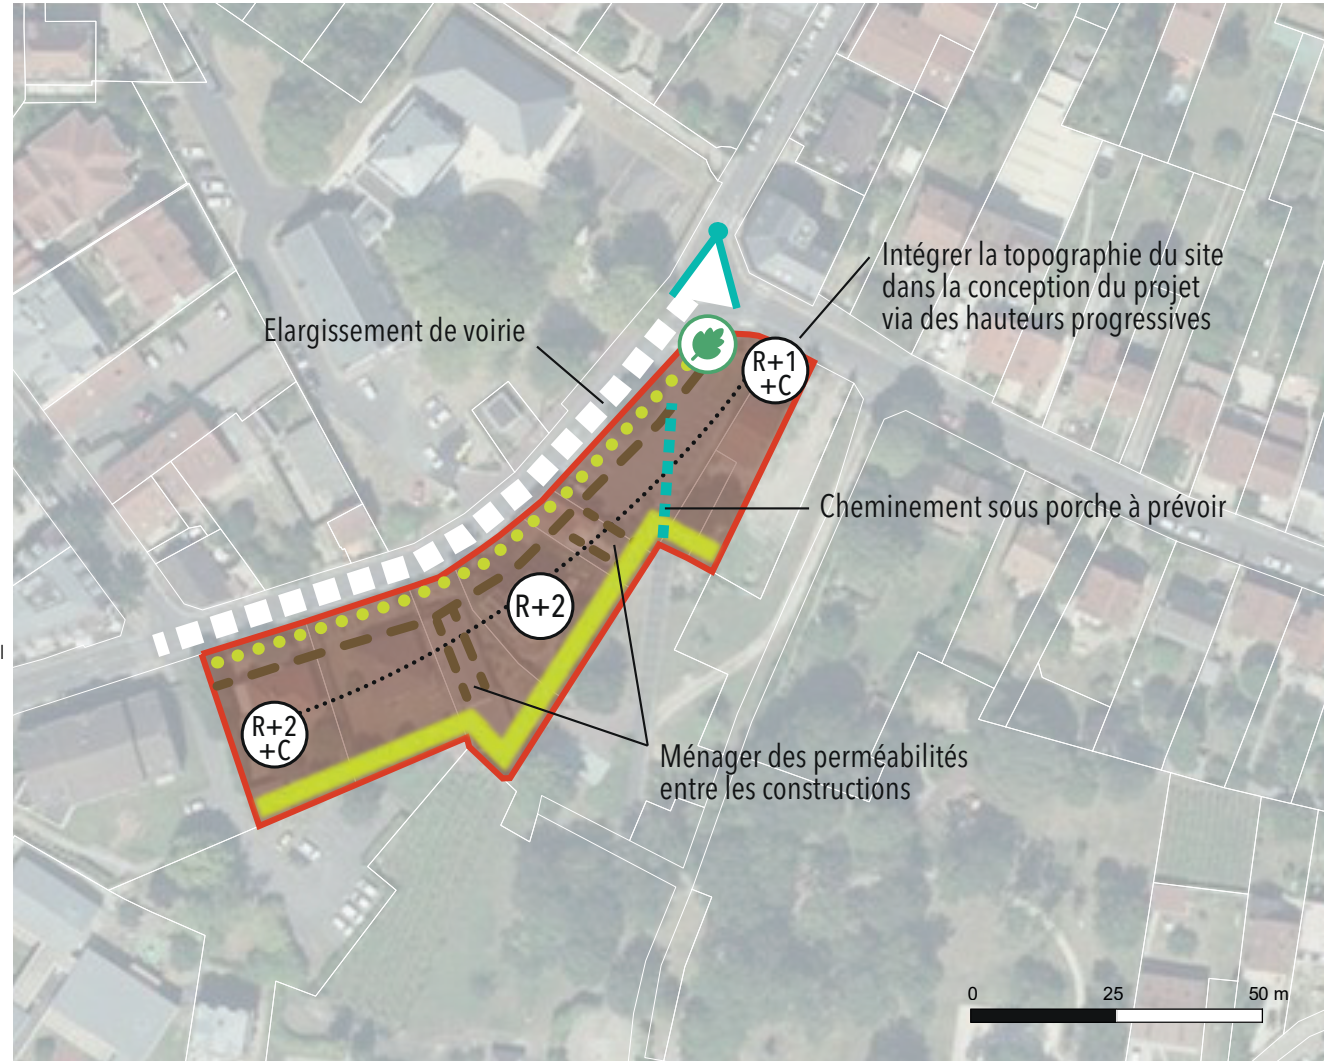 Intégrer la topographie du site
dans la conception du projet
via des hauteurs progressives
Elargissement de voirie
R+1
+C
Cheminement sous porche à prévoir
R+2
R+2
+C
Ménager des perméabilités
entre les constructions
0 25 50 m